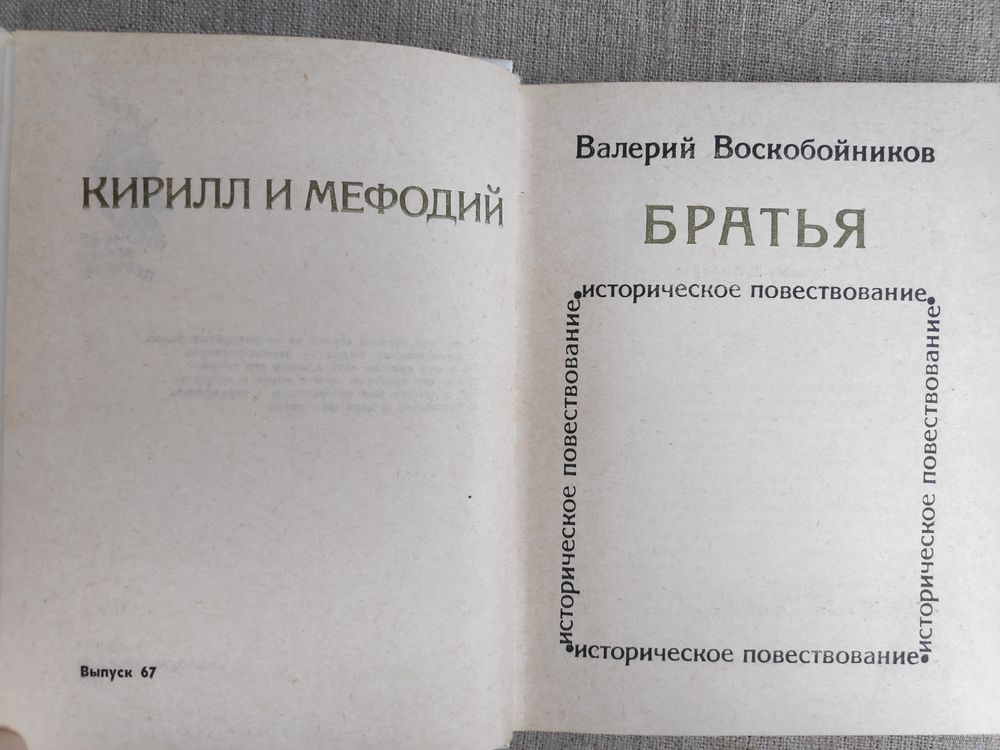 КИРИЛЛ И МЕФОДИЙ
Выпуск 67
Валерий Воскобойников
БРАТЬЯ
историческое повествование
историческое повествование
историческое повествование
историческое повествование